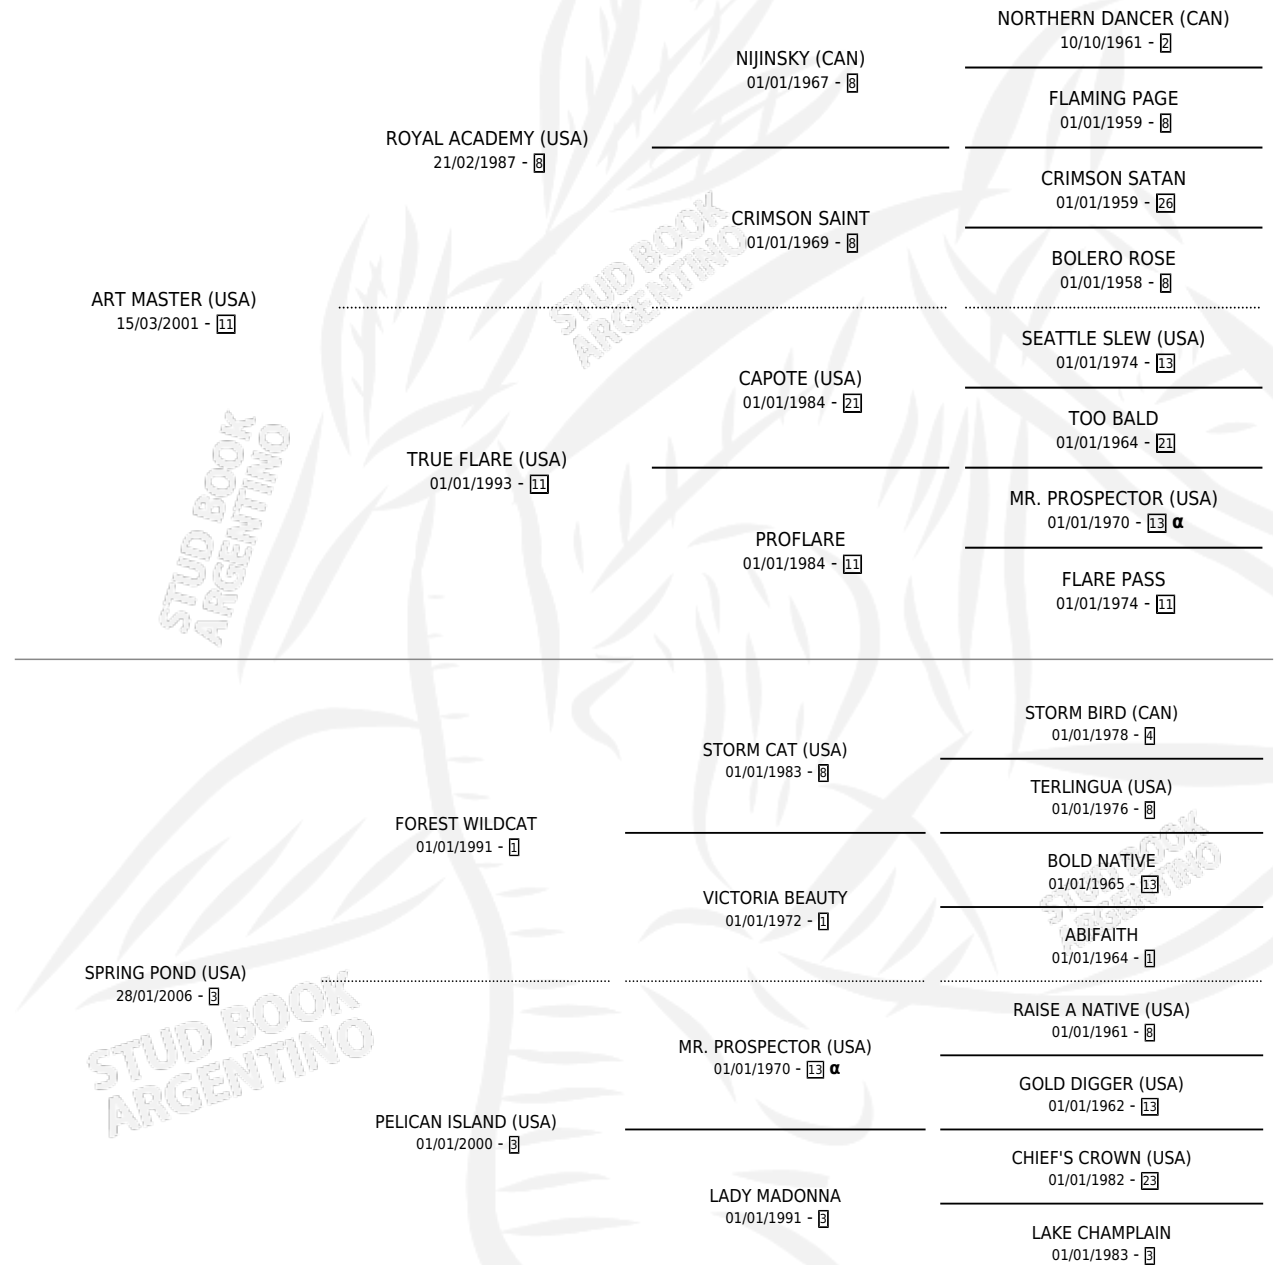 NORTHERN DANCER (CAN)
10/10/1961 - 2
NIJINSKY (CAN)
01/01/1967 - 8
FLAMING PAGE
01/01/1959 - 8
ROYAL ACADEMY (USA)
21/02/1987 - 8
CRIMSON SATAN
01/01/1959 - 26
CRIMSON SAINT
01/01/1969 - 8
BOLERO ROSE
01/01/1958 - 8
ART MASTER (USA)
15/03/2001 - 11
SEATTLE SLEW (USA)
01/01/1974 - 13
CAPOTE (USA)
01/01/1984 - 21
TOO BALD
01/01/1964 - 21
TRUE FLARE (USA)
01/01/1993 - 11
MR. PROSPECTOR (USA)
01/01/1970 - 13 α
PROFLARE
01/01/1984 - 11
FLARE PASS
01/01/1974 - 11
STORM BIRD (CAN)
01/01/1978 - 4
STORM CAT (USA)
01/01/1983 - 8
TERLINGUA (USA)
01/01/1976 - 8
FOREST WILDCAT
01/01/1991 - 1
BOLD NATIVE
01/01/1965 - 13
VICTORIA BEAUTY
01/01/1972 - 1
ABIFAITH
01/01/1964 - 1
SPRING POND (USA)
28/01/2006 - 3
RAISE A NATIVE (USA)
01/01/1961 - 8
MR. PROSPECTOR (USA)
01/01/1970 - 13 α
GOLD DIGGER (USA)
01/01/1962 - 13
PELICAN ISLAND (USA)
01/01/2000 - 3
CHIEF'S CROWN (USA)
01/01/1982 - 23
LADY MADONNA
01/01/1991 - 3
LAKE CHAMPLAIN
01/01/1983 - 3
STUD BOOK
ARGENTINO
STUD BOOK
ARGENTINO
STUD BOOK
ARGENTINO
STUD BOOK
ARGENTINO